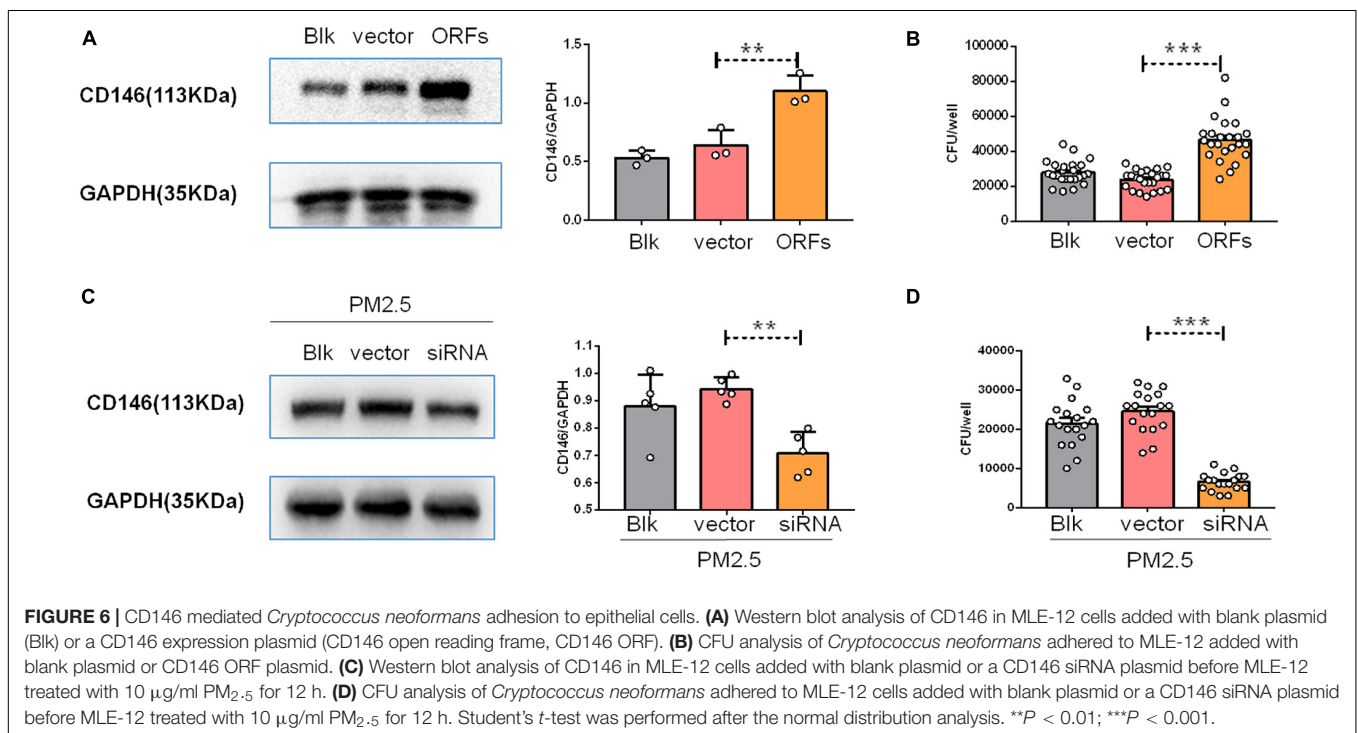 A
Blk vector ORFs
CD146(113KDa)
GAPDH(35KDa)
CD146/GAPDH
1.5
1.0
0.5
0.0
**
Blk vector ORFs
B
CFU/well
100000
80000
60000
40000
20000
0
***
Blk vector ORFs
C
PM2.5
Blk vector siRNA
CD146(113KDa)
GAPDH(35KDa)
CD146/GAPDH
1.1
1.0
0.9
0.8
0.7
0.6
0.5
**
Blk vector siRNA
PM2.5
D
CFU/well
40000
30000
20000
10000
0
***
Blk vector siRNA
PM2.5
FIGURE 6 | CD146 mediated Cryptococcus neoformans adhesion to epithelial cells. (A) Western blot analysis of CD146 in MLE-12 cells added with blank plasmid
(Blk) or a CD146 expression plasmid (CD146 open reading frame, CD146 ORF). (B) CFU analysis of Cryptococcus neoformans adhered to MLE-12 added with
blank plasmid or CD146 ORF plasmid. (C) Western blot analysis of CD146 in MLE-12 cells added with blank plasmid or a CD146 siRNA plasmid before MLE-12
treated with 10 μg/ml PM2.5 for 12 h. (D) CFU analysis of Cryptococcus neoformans adhered to MLE-12 cells added with blank plasmid or a CD146 siRNA plasmid
before MLE-12 treated with 10 μg/ml PM2.5 for 12 h. Student's t-test was performed after the normal distribution analysis. **P < 0.01; ***P < 0.001.